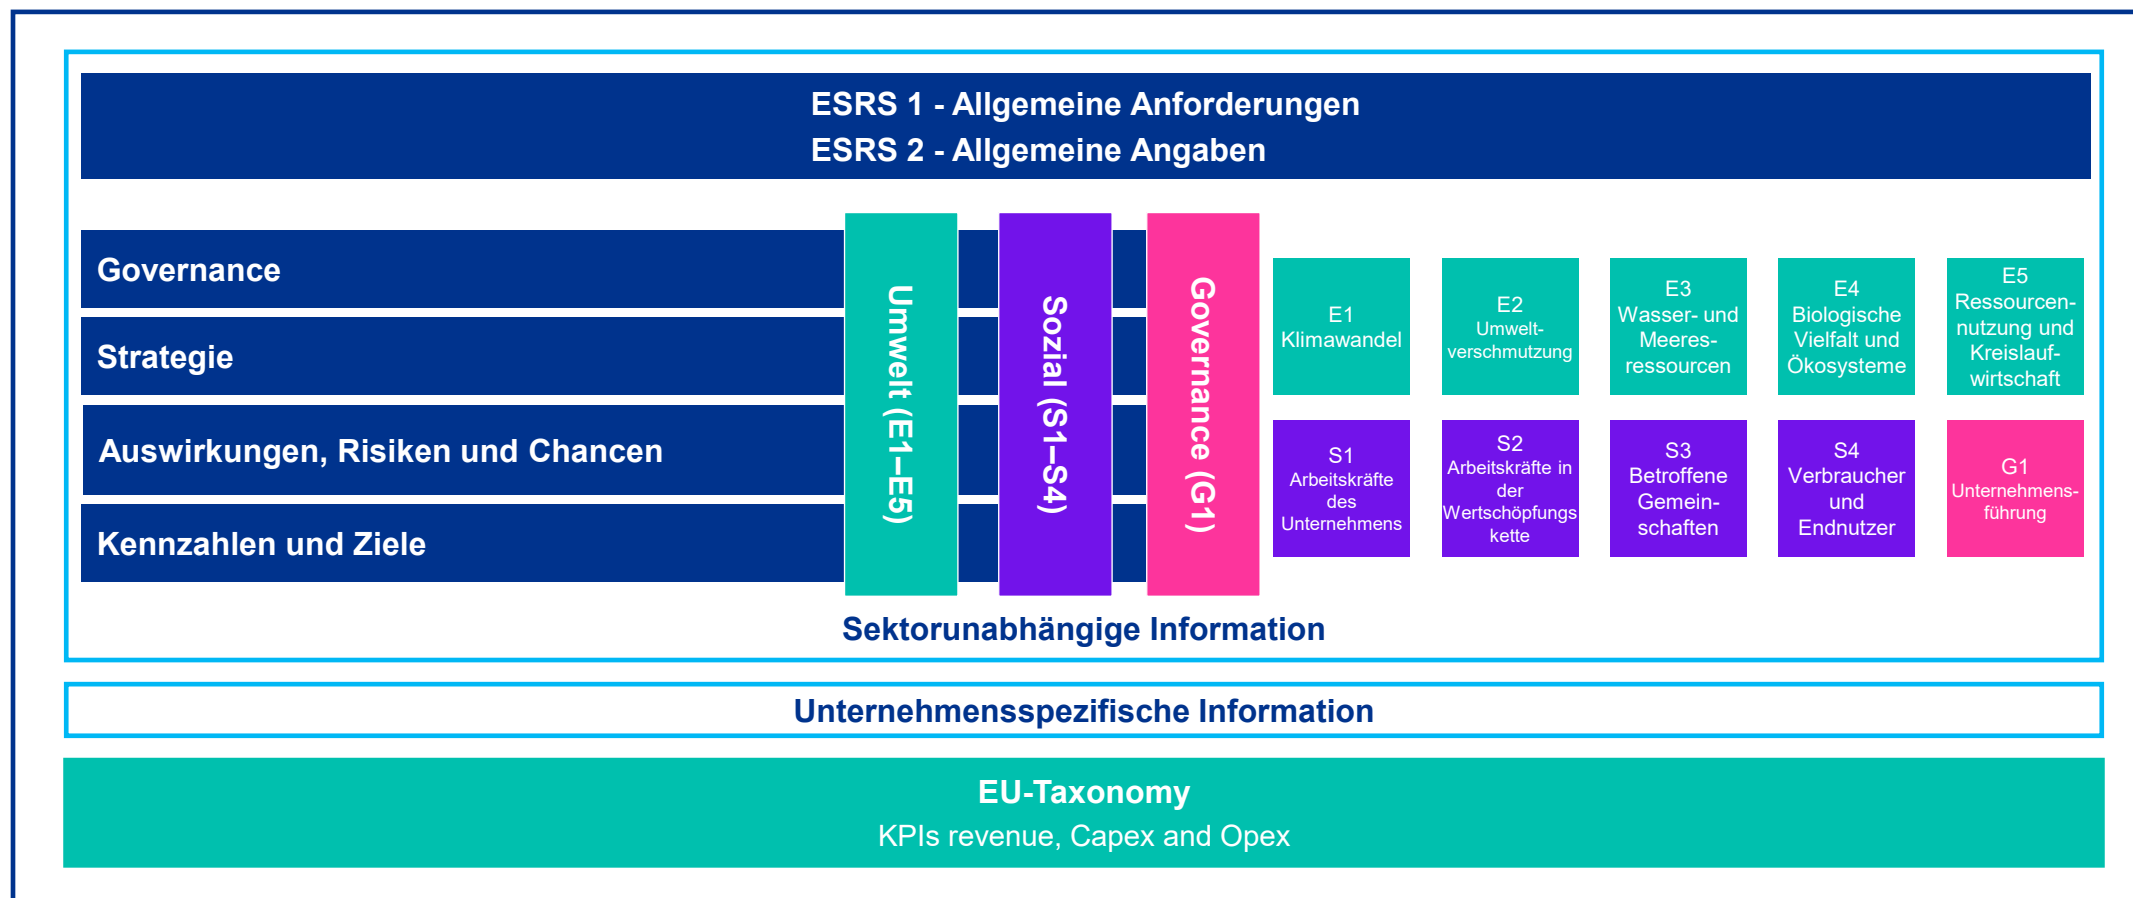 ESRS 1 - Allgemeine Anforderungen
ESRS 2 - Allgemeine Angaben
Governance
Strategie
Auswirkungen, Risiken und Chancen
Kennzahlen und Ziele
Umwelt (E1–E5)
Sozial (S1–S4)
Governance (G1)
E1
Klimawandel
E2
Umwelt-
verschmutzung
E3
Wasser- und
Meeres-
ressourcen
E4
Biologische
Vielfalt und
Ökosysteme
E5
Ressourcen-
nutzung und
Kreislauf-
wirtschaft
S1
Arbeitskräfte
des
Unternehmens
S2
Arbeitskräfte in
der
Wertschöpfungs
kette
S3
Betroffene
Gemein-
schaften
S4
Verbraucher
und
Endnutzer
G1
Unternehmens-
führung
Sektorunabhängige Information
Unternehmensspezifische Information
EU-Taxonomy
KPIs revenue, Capex and Opex